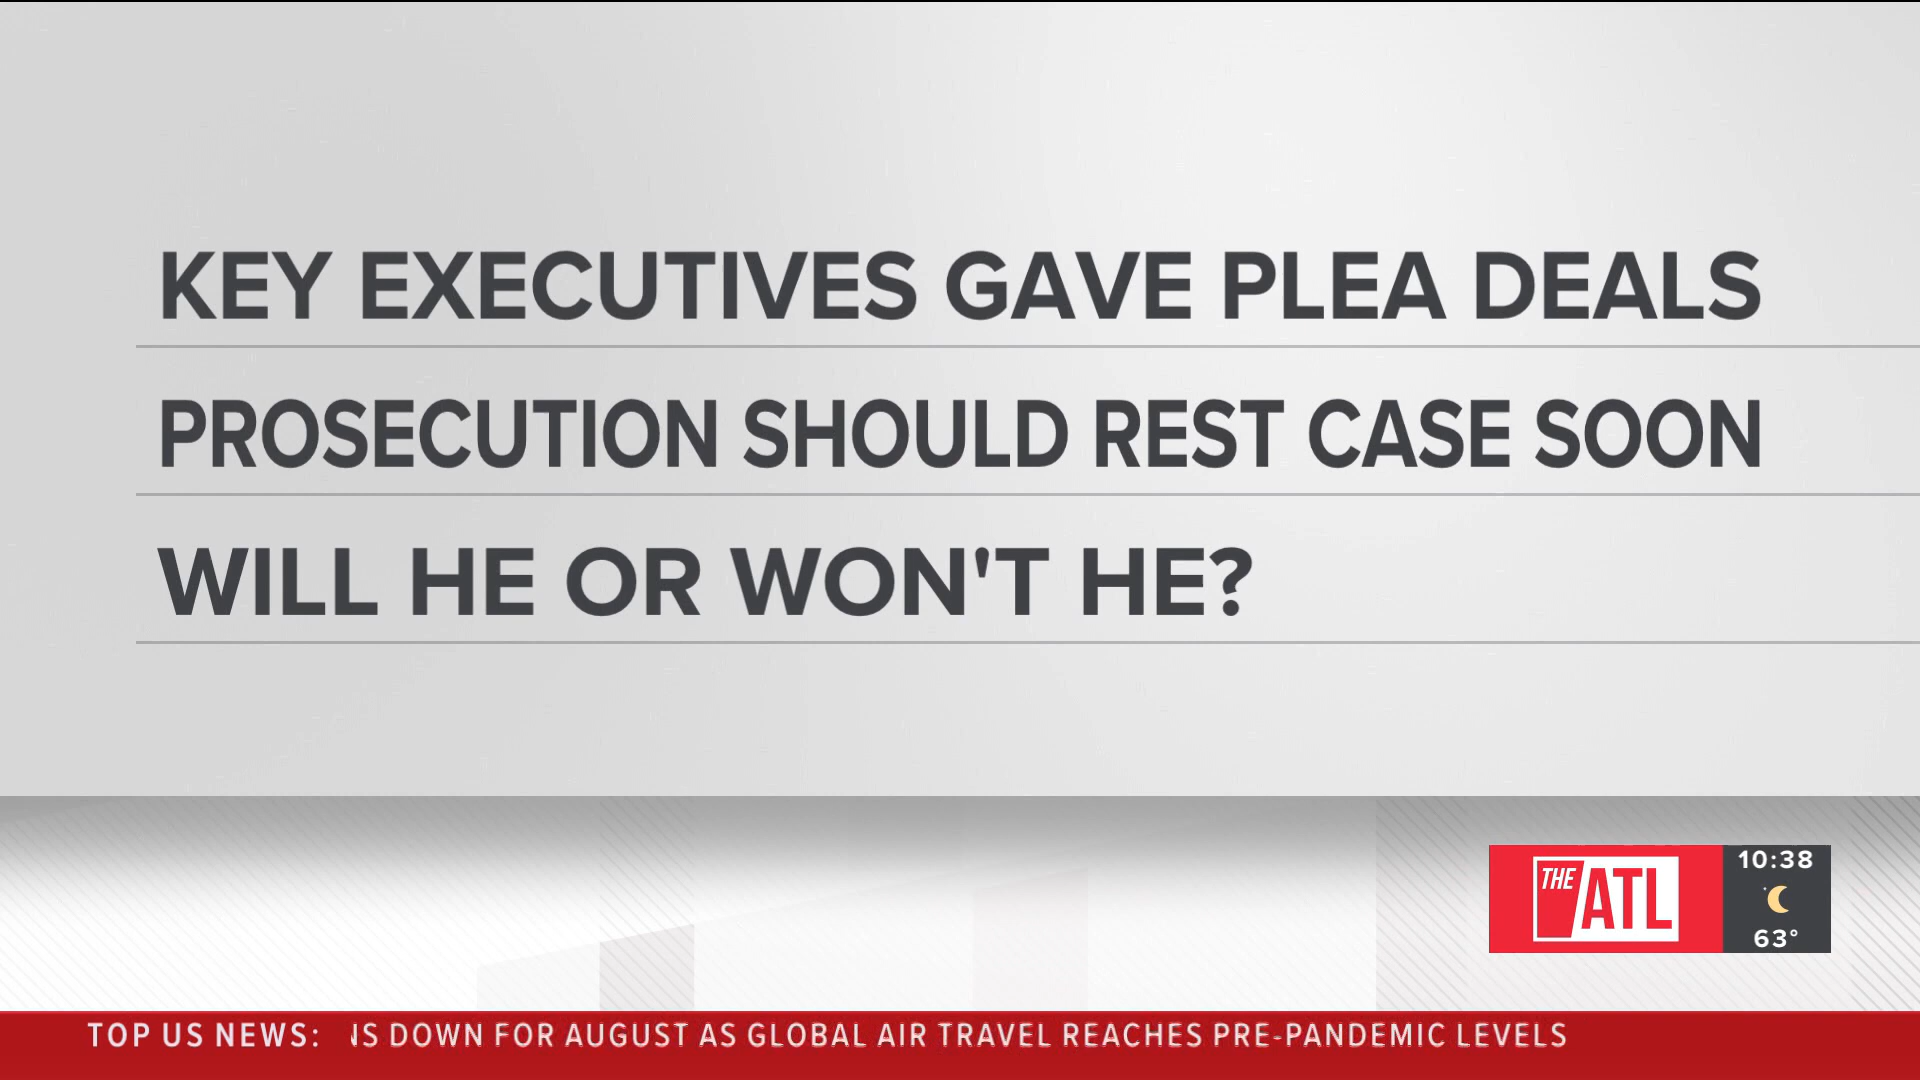 KEY EXECUTIVES GAVE PLEA DEALS
PROSECUTION SHOULD REST CASE SOON
WILL HE OR WON'T HE?
THE ATL
10:38
63°
TOP US NEWS: DOWN FOR AUGUST AS GLOBAL AIR TRAVEL REACHES PRE-PANDEMIC LEVELS